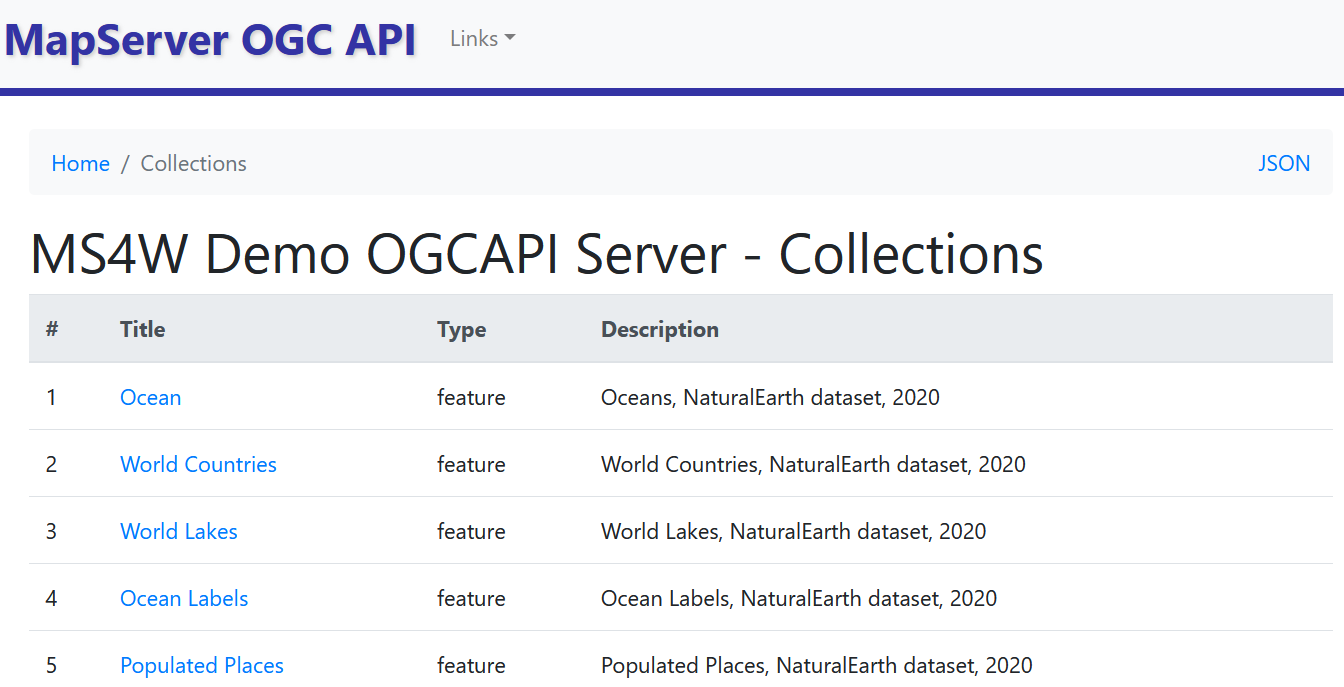 MapServer OGC API Links
Home / Collections JSON
MS4W Demo OGCAPI Server - Collections
# Title Type Description
1 Ocean feature Oceans, NaturalEarth dataset, 2020
2 World Countries feature World Countries, NaturalEarth dataset, 2020
3 World Lakes feature World Lakes, NaturalEarth dataset, 2020
4 Ocean Labels feature Ocean Labels, NaturalEarth dataset, 2020
5 Populated Places feature Populated Places, NaturalEarth dataset, 2020